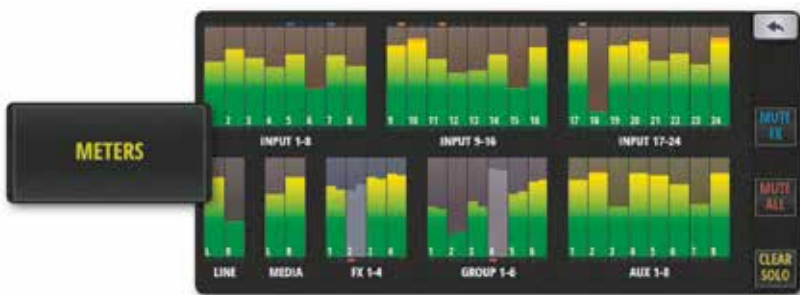 METERS
2 3 4 5 6 7 8
9 10 11 12 13 14 15 16
17 18 19 20 21 22 23 24
INPUT 1-8
INPUT 9-16
INPUT 17-24
MUTE FX
MUTE ALL
L R
L R
1 2 3 4
1 2 3 4 5 6
1 2 3 4 5 6 7 8
LINE
MEDIA
FX 1-4
GROUP 1-6
AUX 1-8
CLEAR SOLO